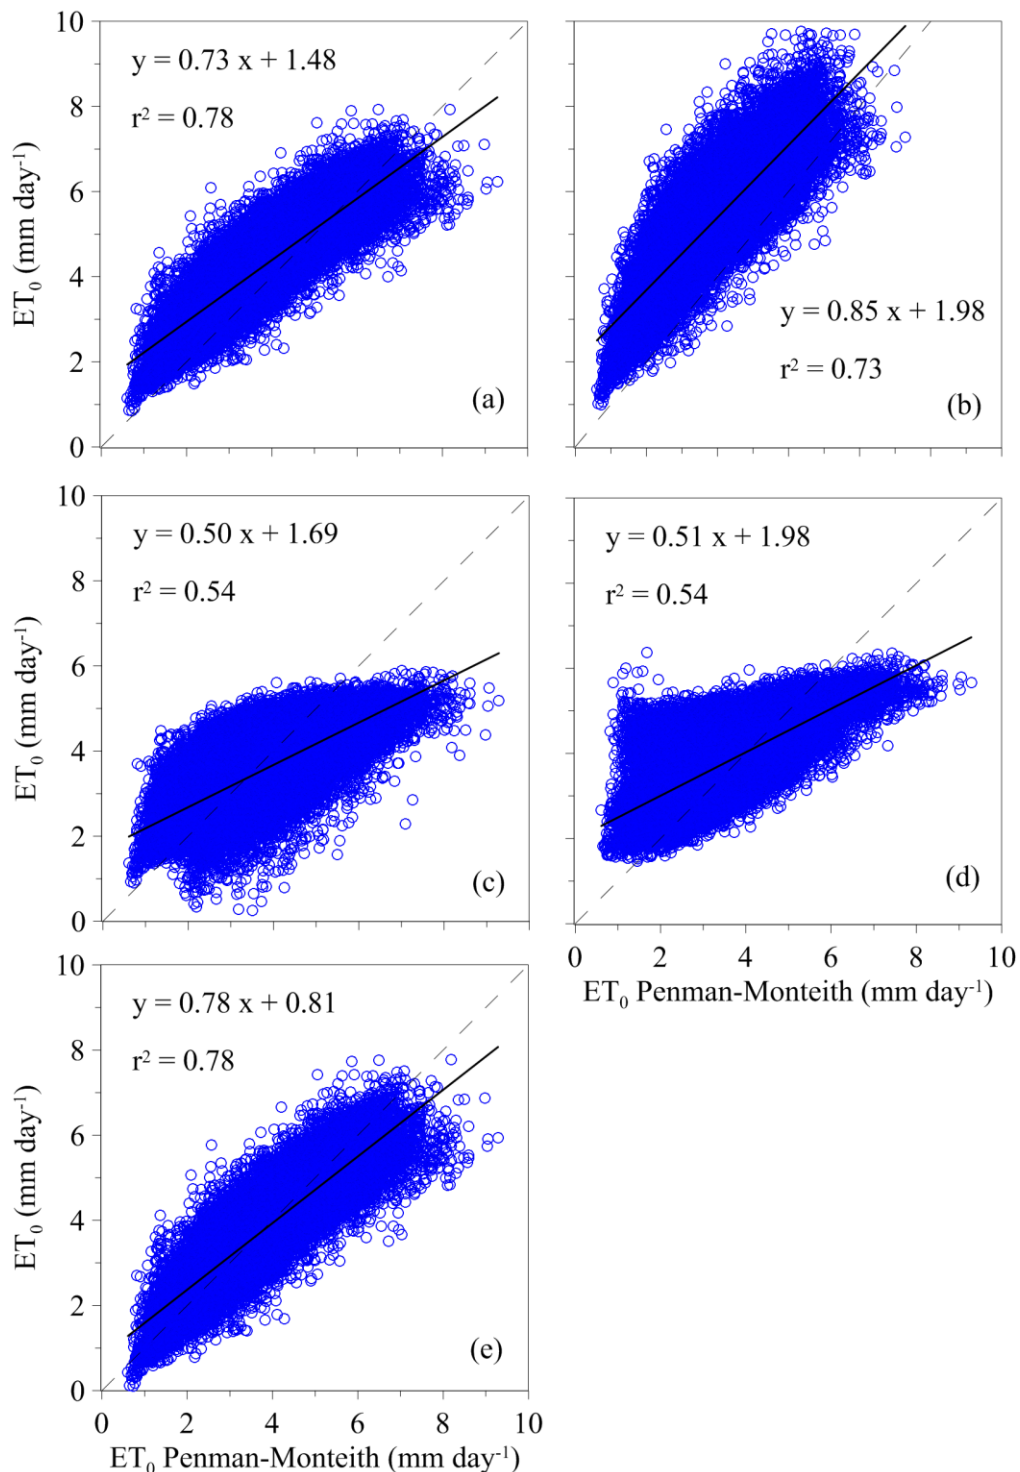 10
8
6
4
2
0
ET₀ (mm day⁻¹)
y = 0.73 x + 1.48
r² = 0.78
(a)
y = 0.85 x + 1.98
r² = 0.73
(b)
10
8
6
4
2
0
ET₀ (mm day⁻¹)
y = 0.50 x + 1.69
r² = 0.54
(c)
y = 0.51 x + 1.98
r² = 0.54
(d)
0 2 4 6 8 10
ET₀ Penman-Monteith (mm day⁻¹)
10
8
6
4
2
0
ET₀ (mm day⁻¹)
y = 0.78 x + 0.81
r² = 0.78
(e)
0 2 4 6 8 10
ET₀ Penman-Monteith (mm day⁻¹)